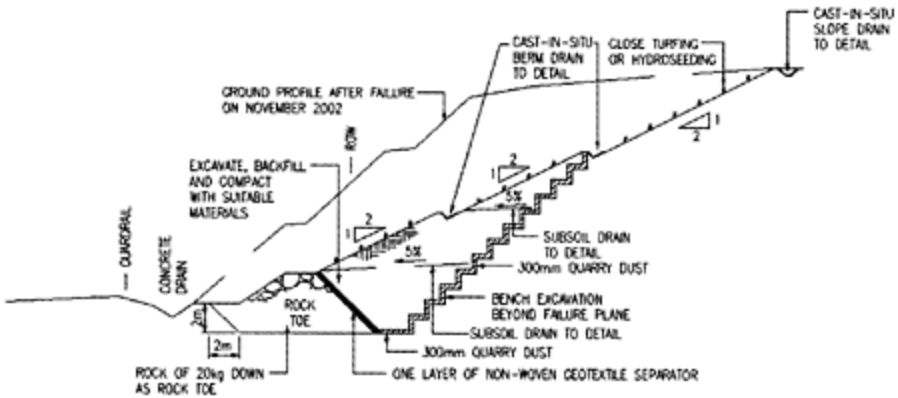 CAST-IN-SITU
SLOPE DRAIN
TO DETAIL
CAST-IN-SITU
BERM DRAIN
TO DETAIL
CLOSE TURFING
OR HYDROSEEDING
GROUND PROFILE AFTER FAILURE
ON NOVEMBER 2002
ROW
1
2
2
1
EXCAVATE, BACKFILL
AND COMPACT
WITH SUITABLE
MATERIALS
5%
2
1
5%
SUBSOIL DRAIN
TO DETAIL
300mm QUARRY DUST
GUARDRAIL
CONCRETE
DRAIN
ROCK
TOE
BENCH EXCAVATION
BEYOND FAILURE PLANE
2m
SUBSOIL DRAIN TO DETAIL
2m
300mm QUARRY DUST
ROCK OF 20kg DOWN
AS ROCK TOE
ONE LAYER OF NON-WOVEN GEOTEXTILE SEPARATOR